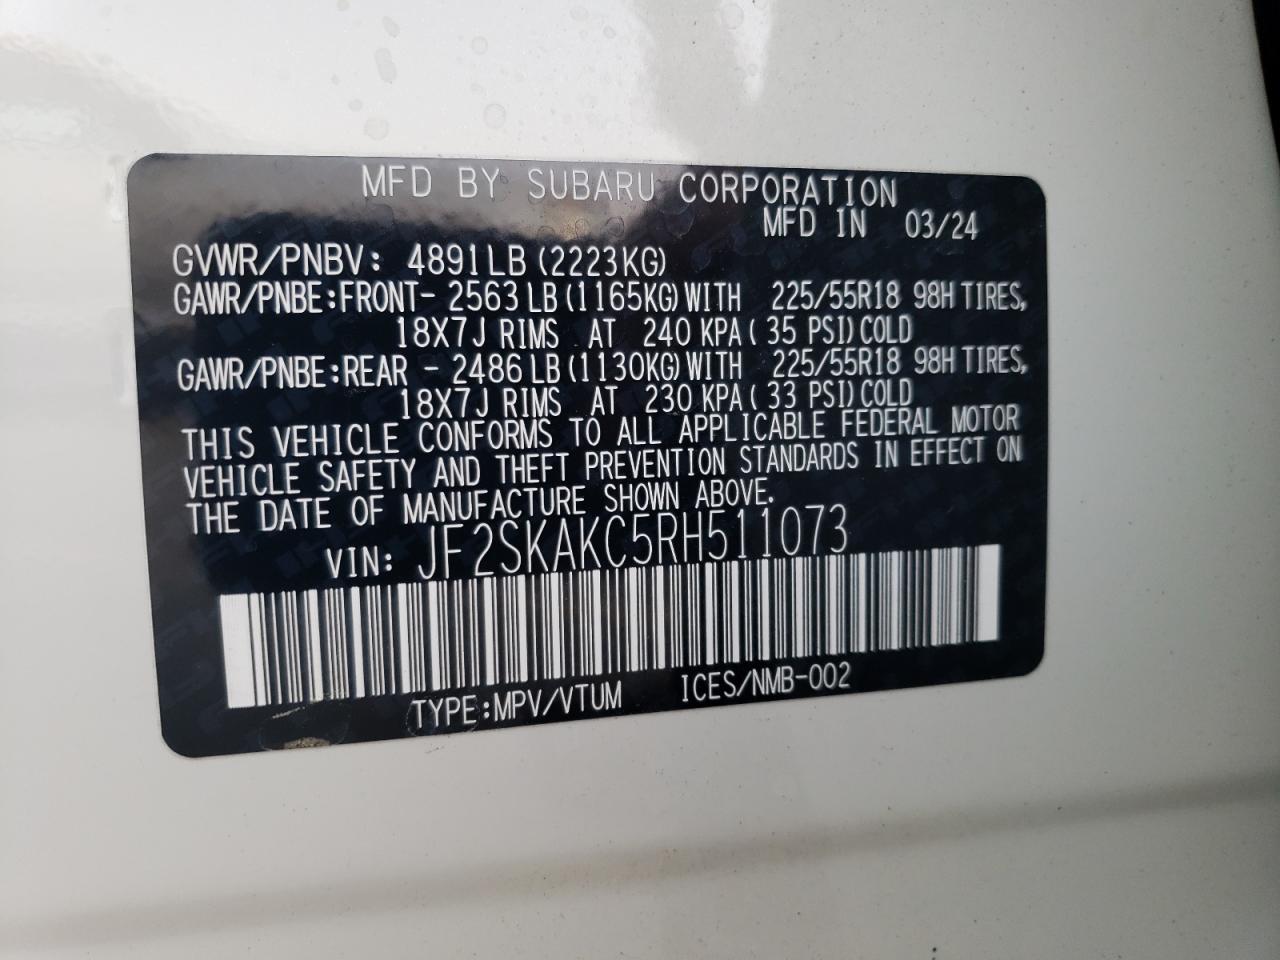 MFD BY SUBARU CORPORATION
MFD IN 03/24
GVWR/PNBV: 4891LB (2223KG)
GAWR/PNBE:FRONT- 2563 LB (1165KG) WITH 225/55R18 98H TIRES,
18X7J RIMS AT 240 KPA ( 35 PSI) COLD
GAWR/PNBE:REAR - 2486 LB (1130KG) WITH 225/55R18 98H TIRES,
18X7J RIMS AT 230 KPA ( 33 PSI) COLD
THIS VEHICLE CONFORMS TO ALL APPLICABLE FEDERAL MOTOR
VEHICLE SAFETY AND THEFT PREVENTION STANDARDS IN EFFECT ON
THE DATE OF MANUFACTURE SHOWN ABOVE.
VIN: JF2SKAKC5RH511073
TYPE:MPV/VTUM ICES/NMB-002